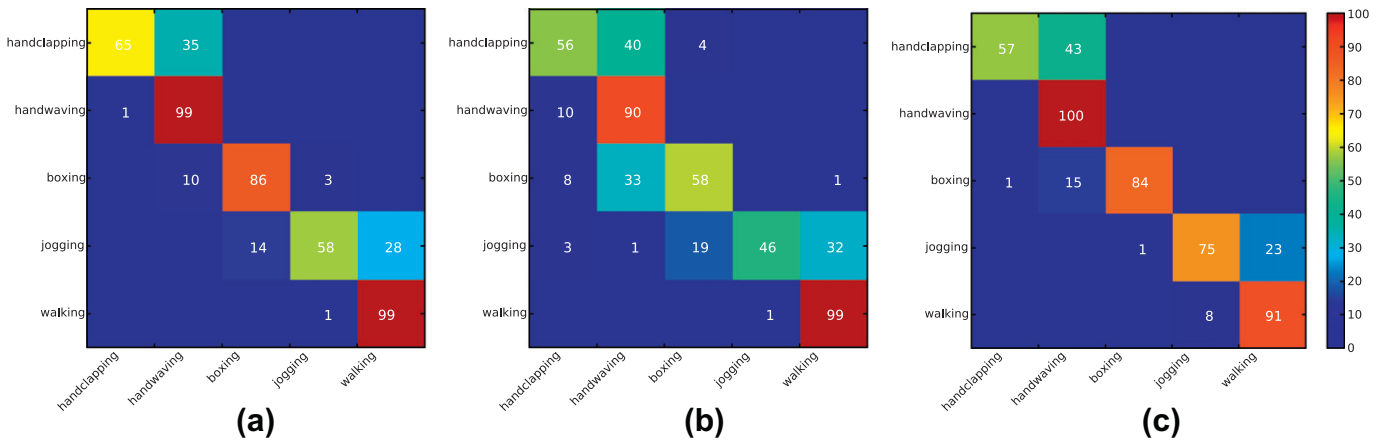 handclapping 65 35
handwaving 1 99
boxing 10 86 3
jogging 14 58 28
walking 1 99
handclapping handwaving boxing jogging walking
(a)
handclapping 56 40 4
handwaving 10 90
boxing 8 33 58 1
jogging 3 1 19 46 32
walking 1 99
handclapping handwaving boxing jogging walking
(b)
handclapping 57 43
handwaving 100
boxing 1 15 84
jogging 1 75 23
walking 8 91
handclapping handwaving boxing jogging walking
(c)
100
90
80
70
60
50
40
30
20
10
0